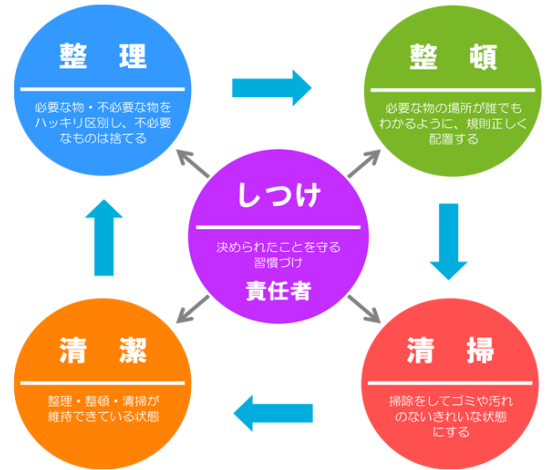 整 理
必要な物・不必要な物を
ハッキリ区別し、不必要
なものは捨てる
整 頓
必要な物の場所が誰でも
わかるように、規則正しく
配置する
しつけ
決められたことを守る
習慣づけ
責任者
清 潔
整理・整頓・清掃が
維持できている状態
清 掃
掃除をしてゴミや汚れ
のないきれいな状態
にする